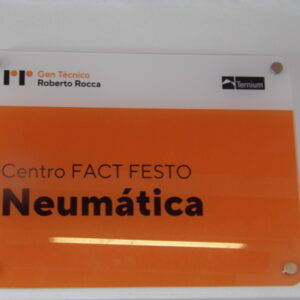 Gen Técnico
Roberto Rocca
Ternium
Centro FACT FESTO
Neumática